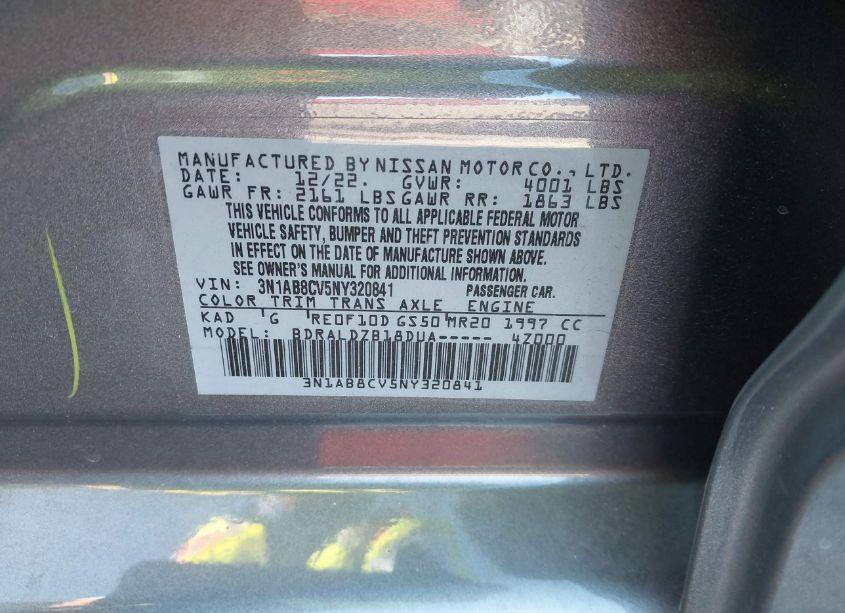 MANUFACTURED BY NISSAN MOTOR CO., LTD.
DATE: 12/22. GVWR: 4001 LBS
GAWR FR: 2161 LBS GAWR RR: 1863 LBS
THIS VEHICLE CONFORMS TO ALL APPLICABLE FEDERAL MOTOR
VEHICLE SAFETY, BUMPER AND THEFT PREVENTION STANDARDS
IN EFFECT ON THE DATE OF MANUFACTURE SHOWN ABOVE.
SEE OWNER'S MANUAL FOR ADDITIONAL INFORMATION.
VIN: 3N1AB8CV5NY320841 PASSENGER CAR.
COLOR TRIM TRANS AXLE ENGINE
KAD G RE0F10D GS50 MR20 1997 CC
MODEL: BDRALDZB18DUA----- 4Z000
3N1AB8CV5NY320841